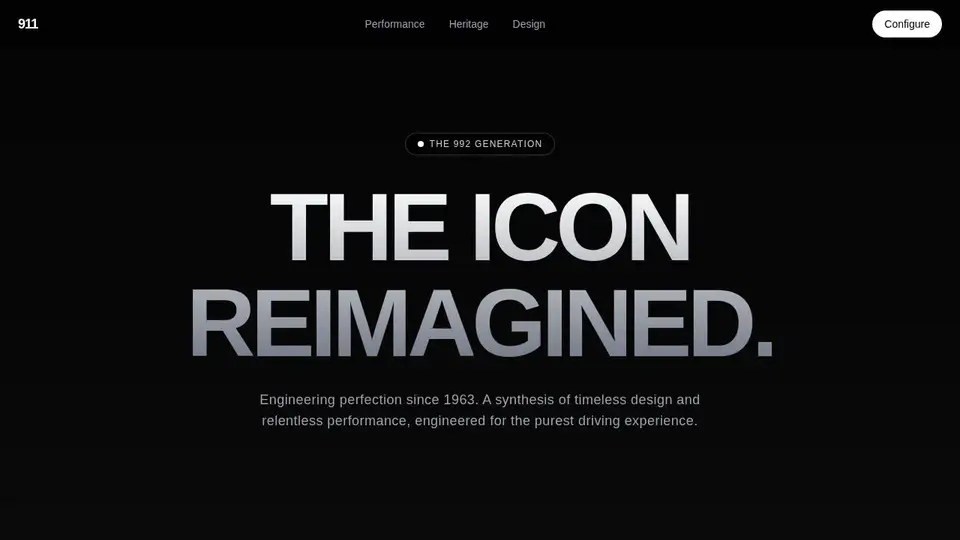 911
Performance
Heritage
Design
Configure
THE 992 GENERATION
THE ICON
REIMAGINED.
Engineering perfection since 1963. A synthesis of timeless design and
relentless performance, engineered for the purest driving experience.